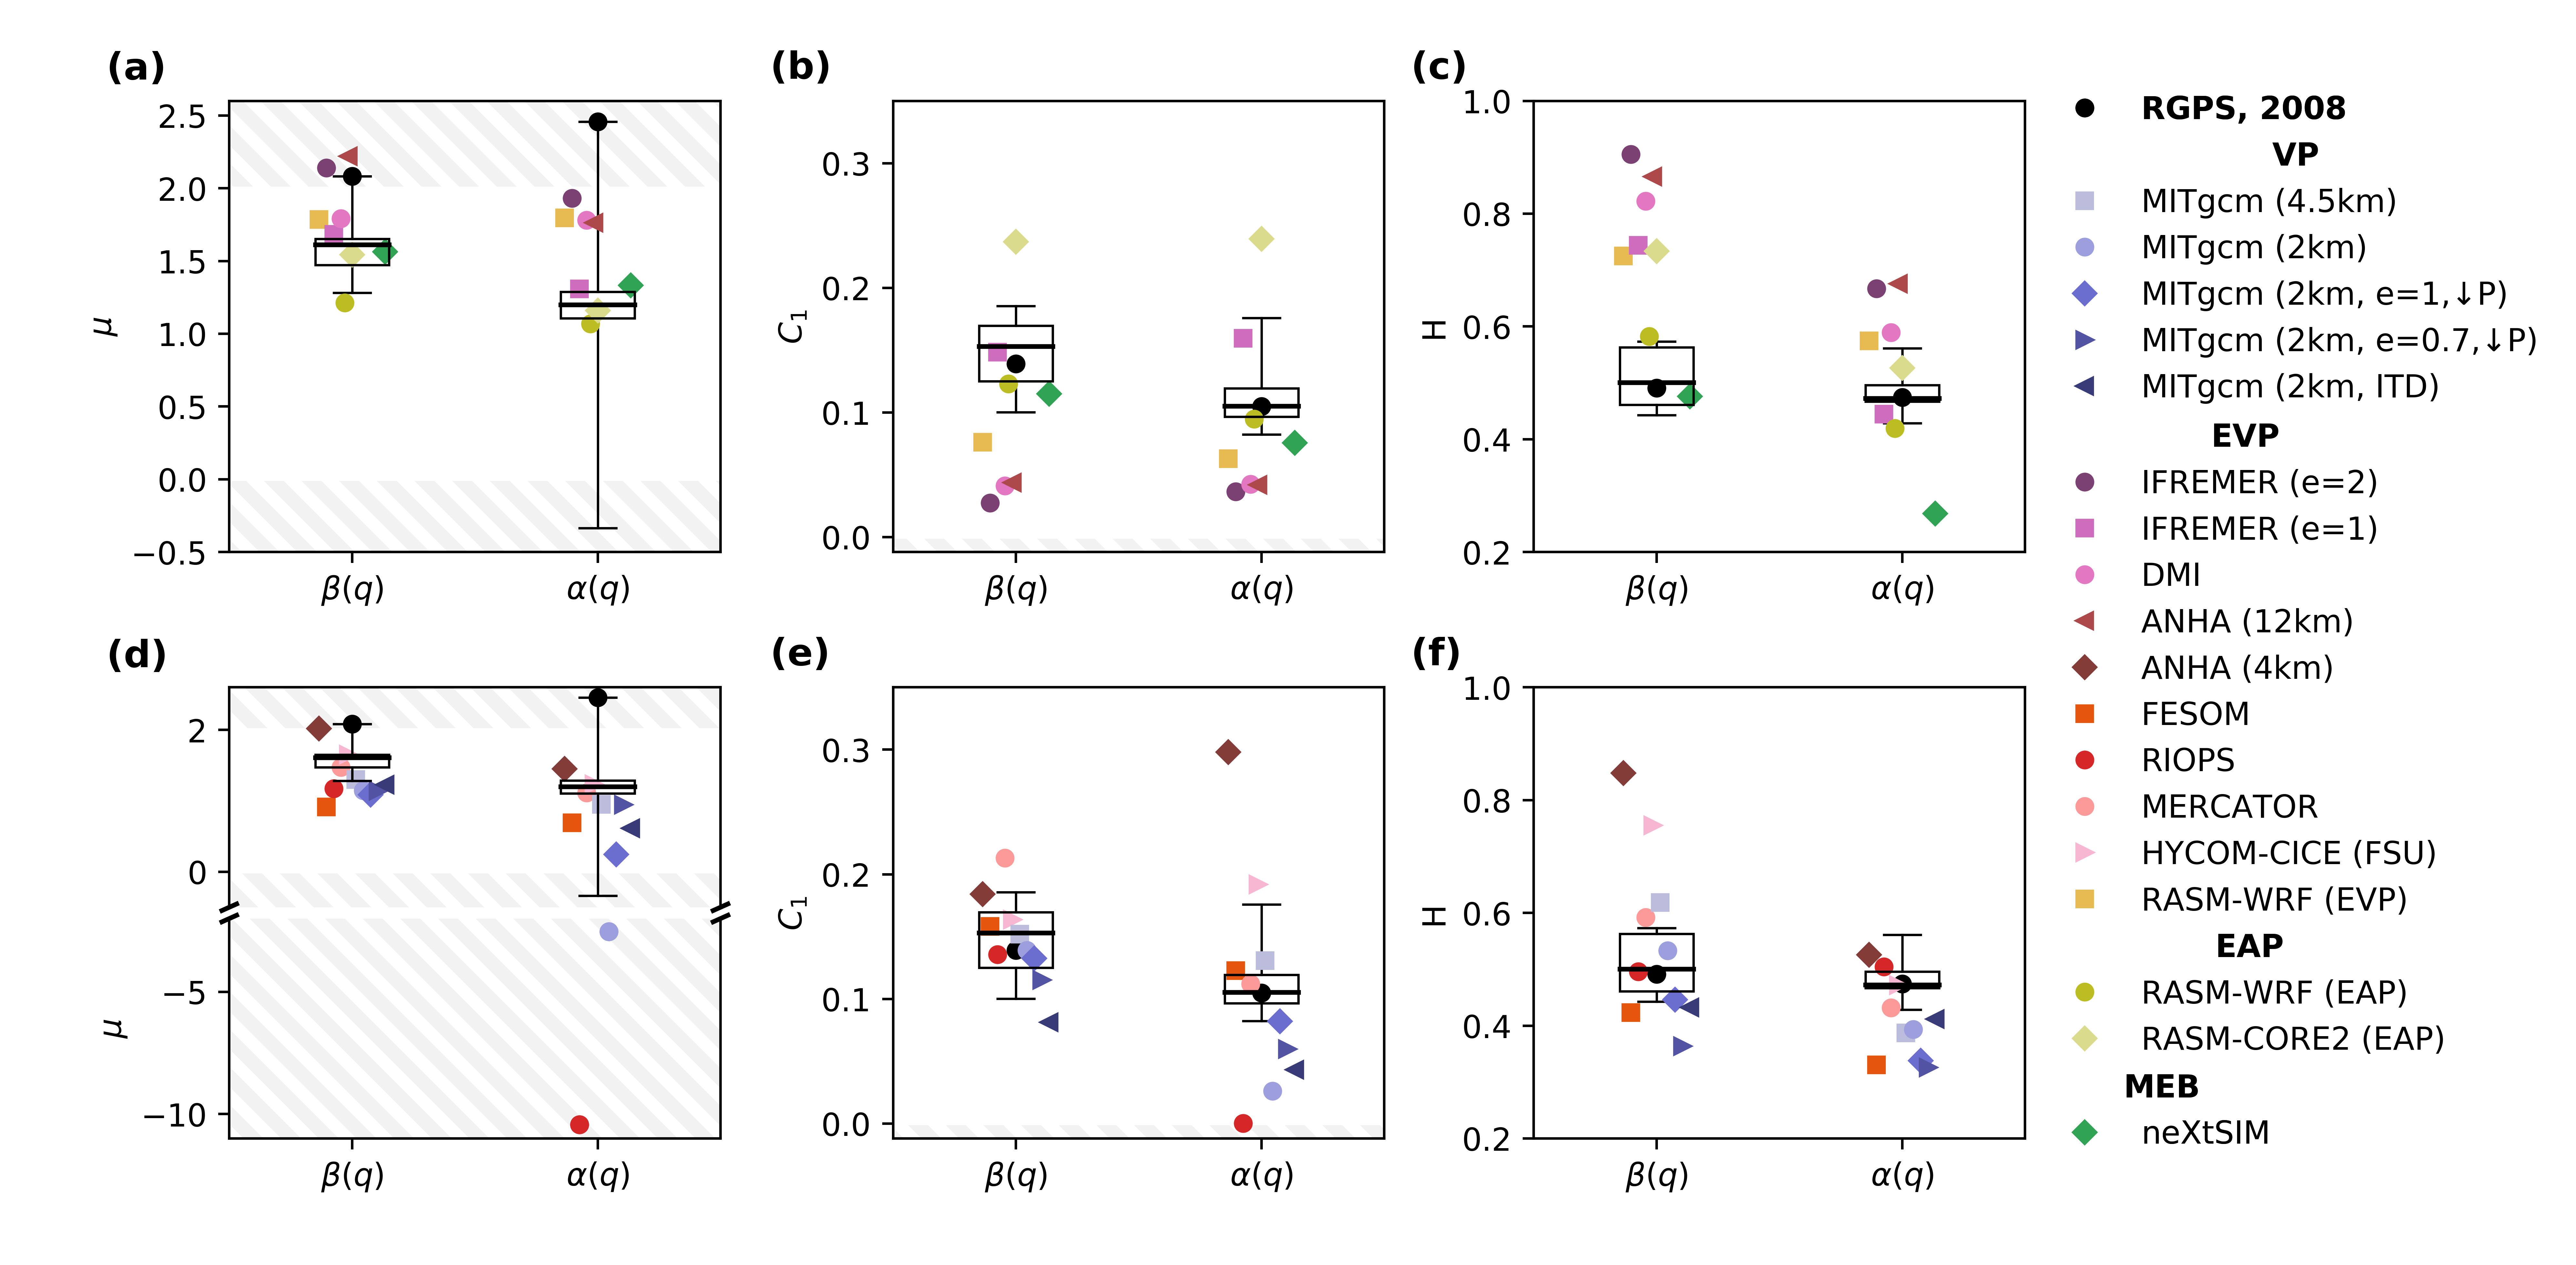 (a)
(b)
(c)
μ
2.5
2.0
1.5
1.0
0.5
0.0
−0.5
β(q)
α(q)
C1
0.3
0.2
0.1
0.0
β(q)
α(q)
H
1.0
0.8
0.6
0.4
0.2
β(q)
α(q)
(d)
(e)
(f)
2
0
−5
−10
μ
β(q)
α(q)
C1
0.3
0.2
0.1
0.0
β(q)
α(q)
H
1.0
0.8
0.6
0.4
0.2
β(q)
α(q)
RGPS, 2008
VP
MITgcm (4.5km)
MITgcm (2km)
MITgcm (2km, e=1,↓P)
MITgcm (2km, e=0.7,↓P)
MITgcm (2km, ITD)
EVP
IFREMER (e=2)
IFREMER (e=1)
DMI
ANHA (12km)
ANHA (4km)
FESOM
RIOPS
MERCATOR
HYCOM-CICE (FSU)
RASM-WRF (EVP)
EAP
RASM-WRF (EAP)
RASM-CORE2 (EAP)
MEB
neXtSIM